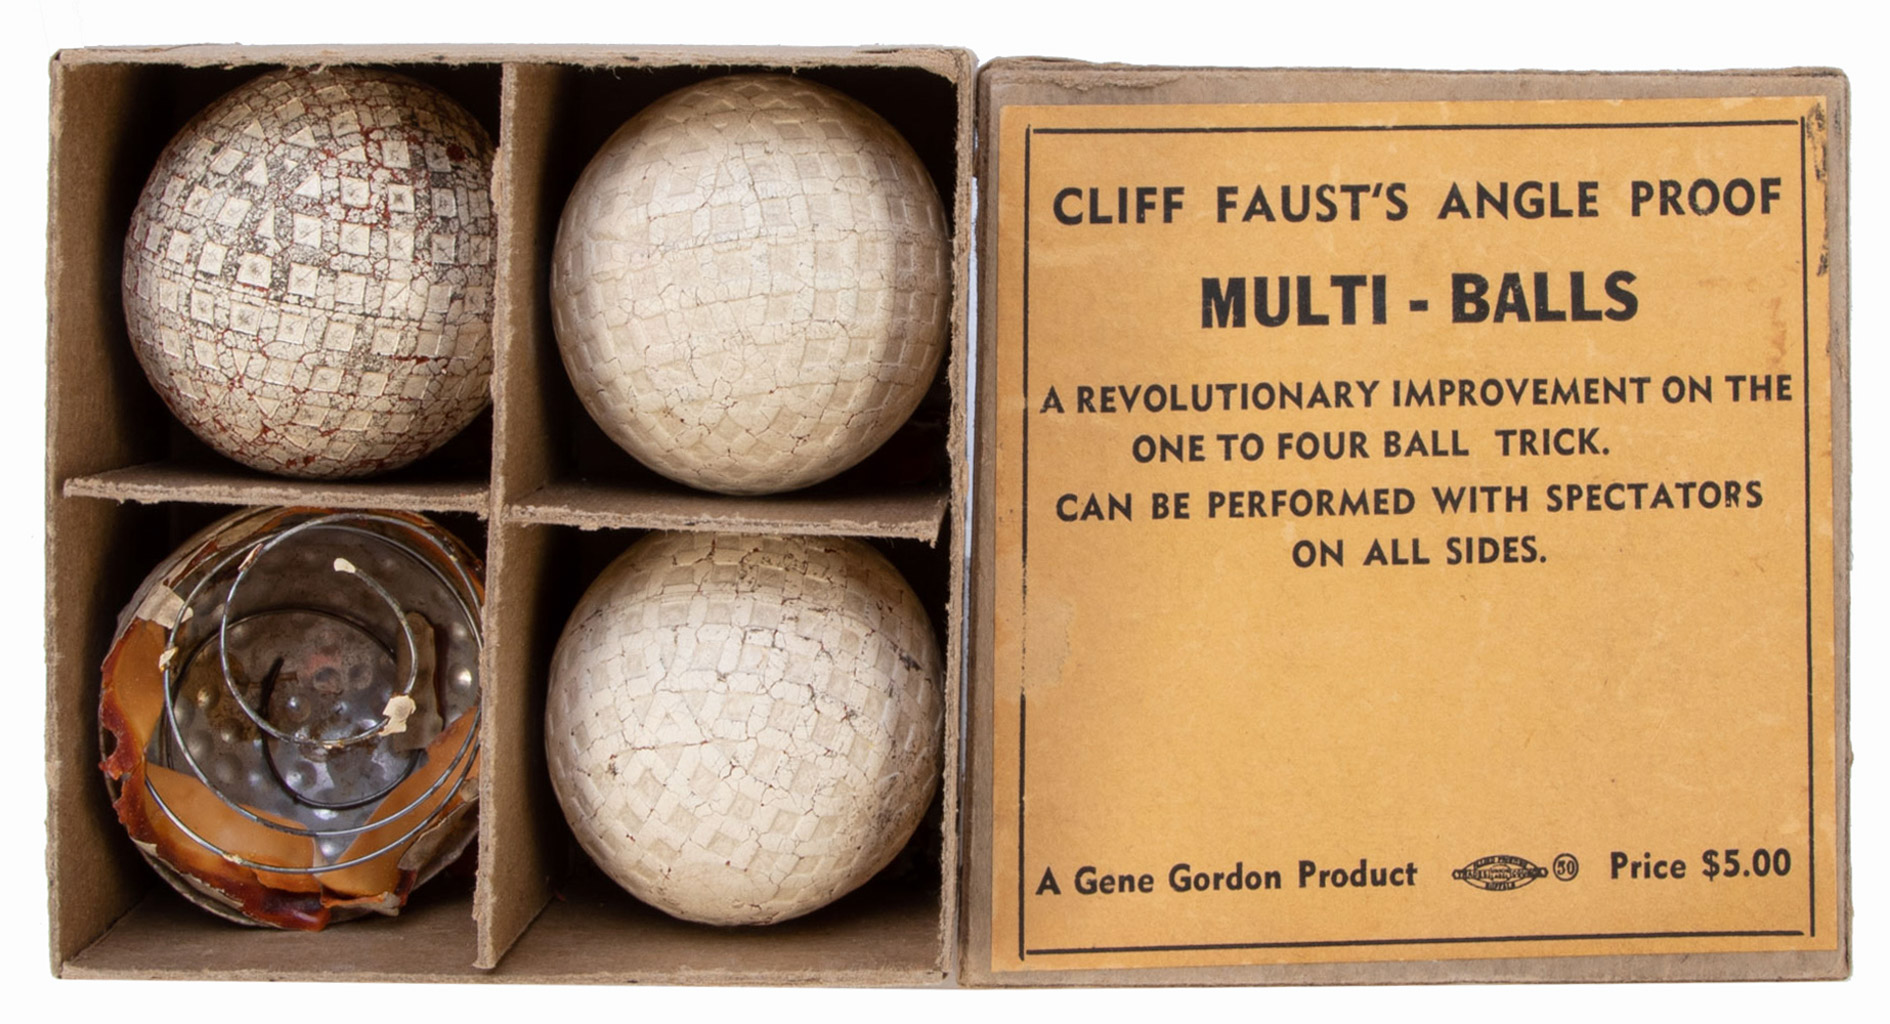 CLIFF FAUST'S ANGLE PROOF
MULTI - BALLS
A REVOLUTIONARY IMPROVEMENT ON THE
ONE TO FOUR BALL TRICK.
CAN BE PERFORMED WITH SPECTATORS
ON ALL SIDES.
A Gene Gordon Product 50 Price $5.00